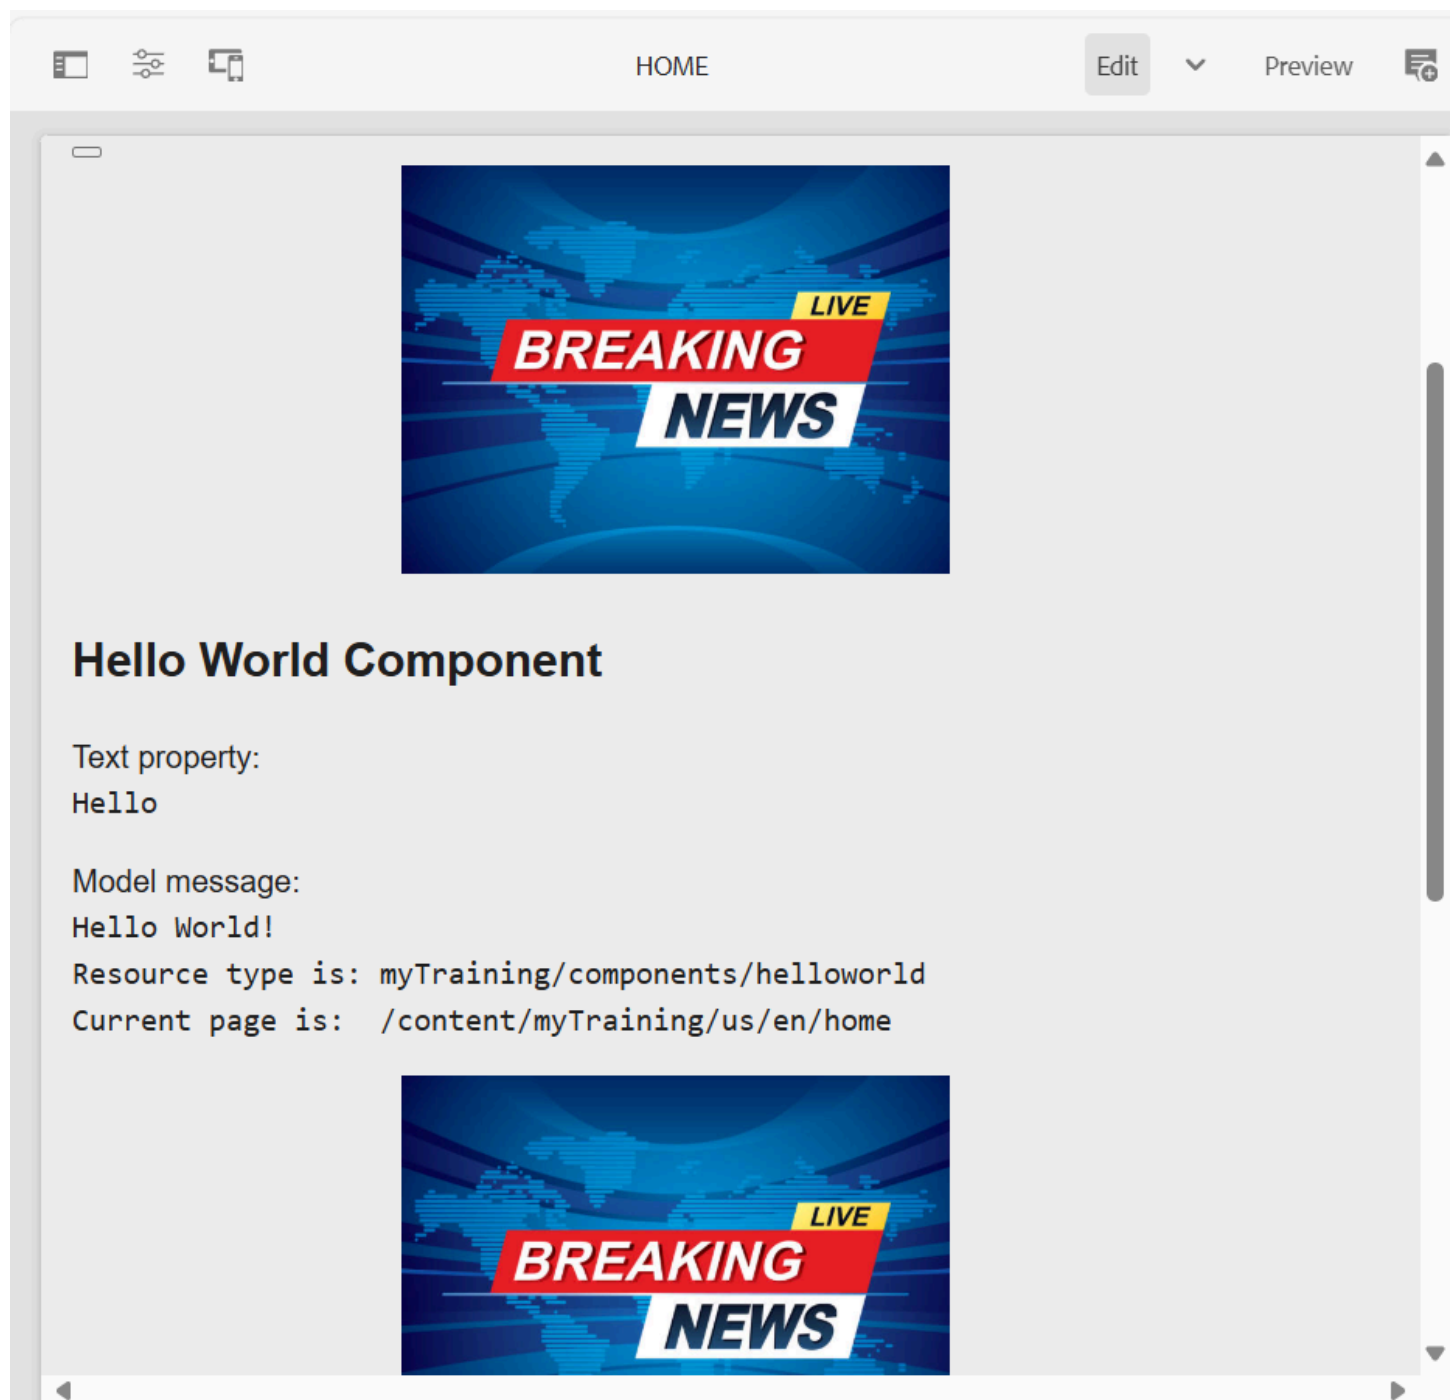 HOME
Edit
Preview
LIVE
BREAKING
NEWS
Hello World Component
Text property:
Hello
Model message:
Hello World!
Resource type is: myTraining/components/helloworld
Current page is:  /content/myTraining/us/en/home
LIVE
BREAKING
NEWS